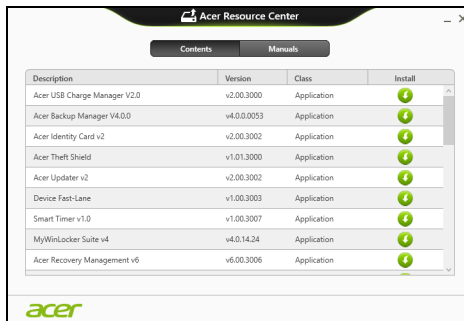 Acer Resource Center
Contents Manuals
Description Version Class Install
Acer USB Charge Manager V2.0 v2.00.3000 Application
Acer Backup Manager V4.0.0 v4.0.0.0053 Application
Acer Identity Card v2 v2.00.3002 Application
Acer Theft Shield v1.01.3000 Application
Acer Updater v2 v2.00.3002 Application
Device Fast-Lane v1.00.3003 Application
Smart Timer v1.0 v1.00.3007 Application
MyWinLocker Suite v4 v4.0.14.24 Application
Acer Recovery Management v6 v6.00.3006 Application
acer